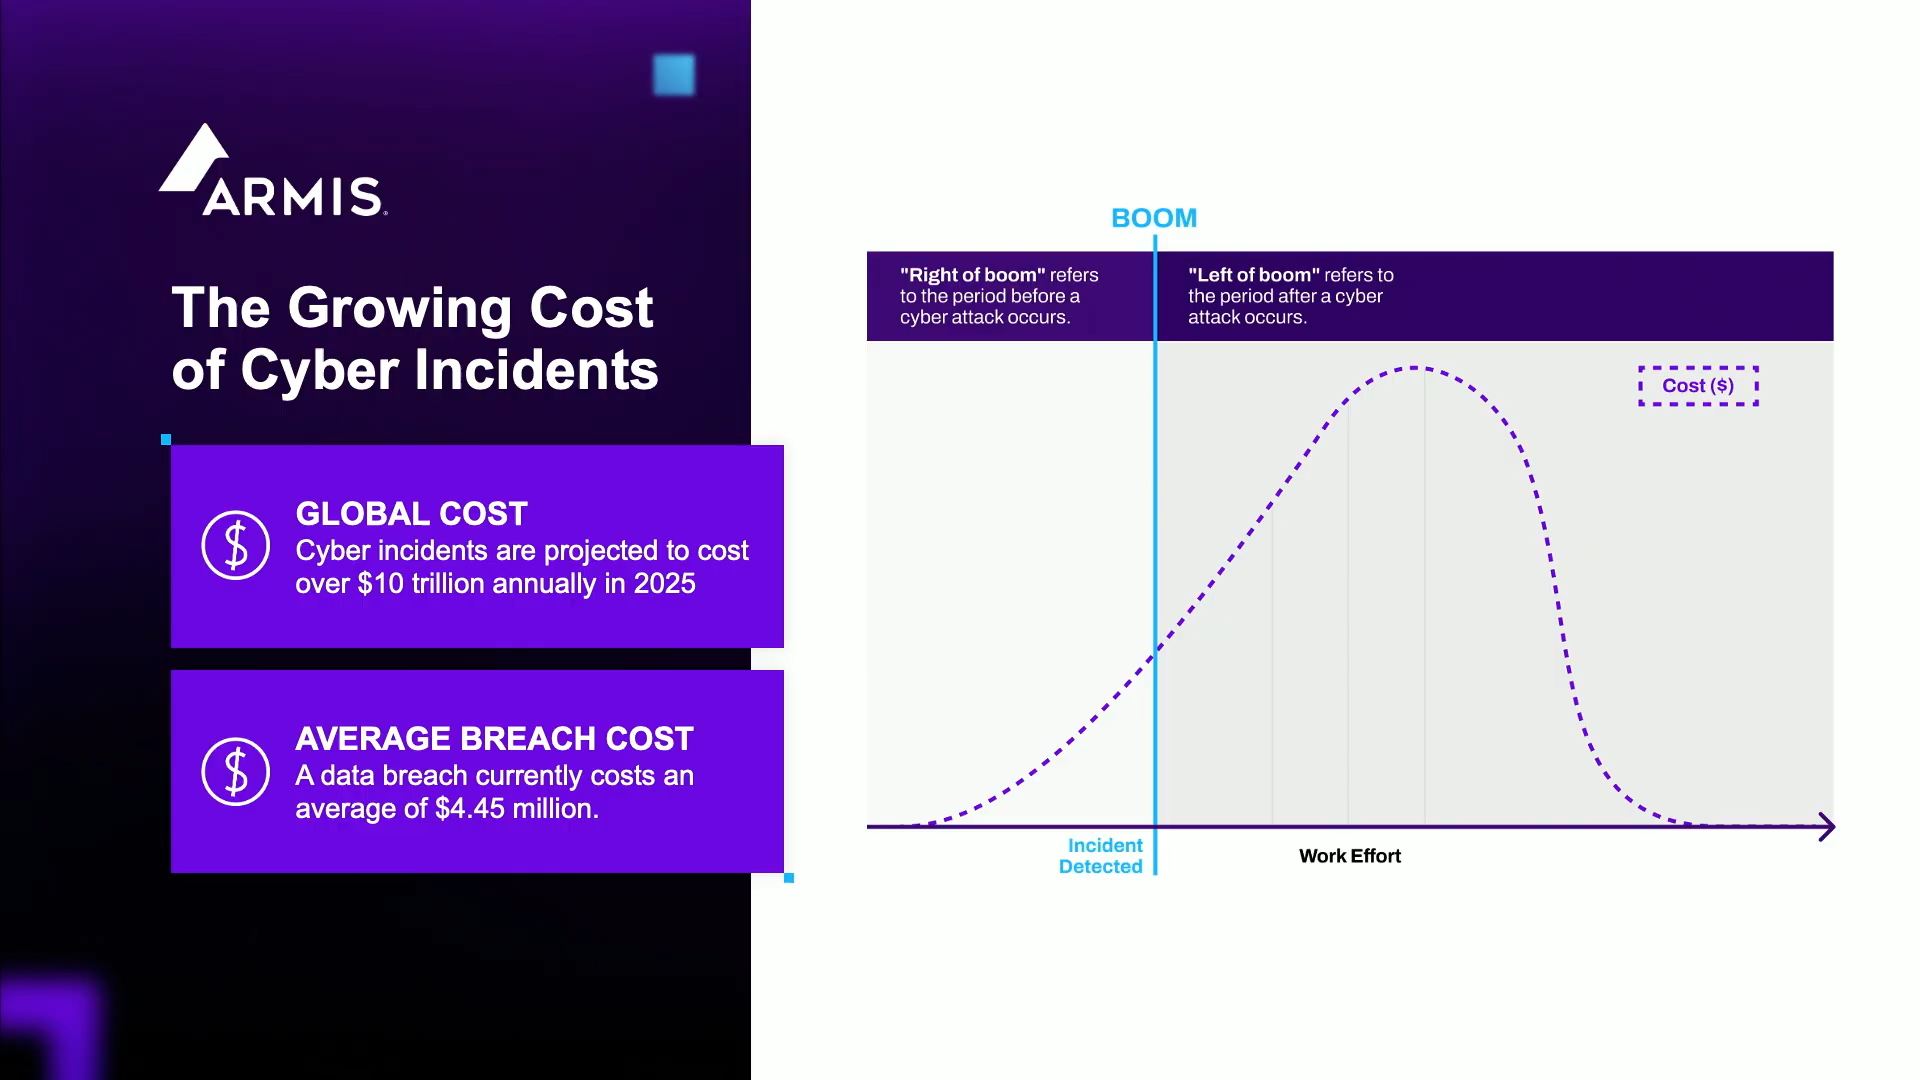 ARMIS
The Growing Cost
of Cyber Incidents
GLOBAL COST
Cyber incidents are projected to cost
over $10 trillion annually in 2025
AVERAGE BREACH COST
A data breach currently costs an
average of $4.45 million.
BOOM
"Right of boom" refers
to the period before a
cyber attack occurs.
"Left of boom" refers to
the period after a cyber
attack occurs.
Cost ($)
Incident
Detected
Work Effort